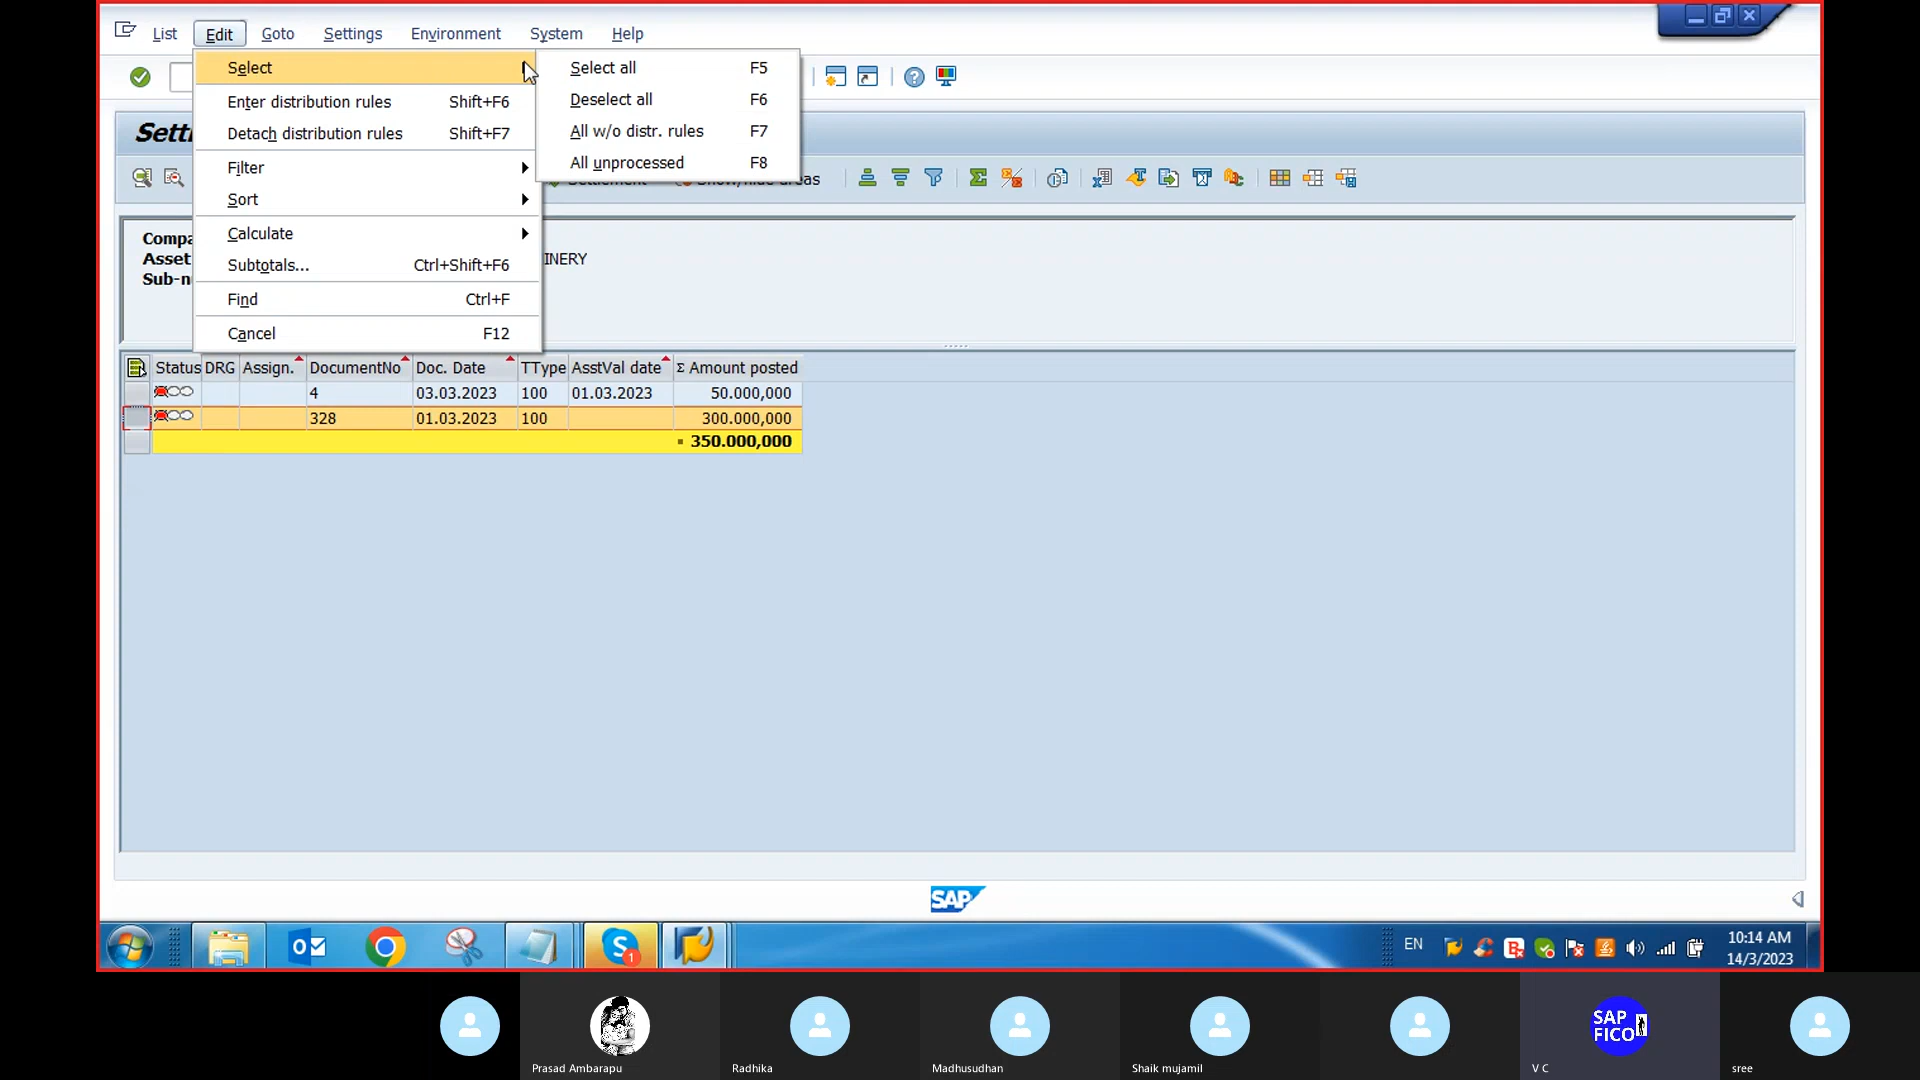 List Edit Goto Settings Environment System Help
Select
Enter distribution rules Shift+F6
Detach distribution rules Shift+F7
Filter
Sort
Calculate
Subtotals... Ctrl+Shift+F6
Find Ctrl+F
Cancel F12
Select all F5
Deselect all F6
All w/o distr. rules F7
All unprocessed F8
Compa
Asset INERY
Status DRG Assign. DocumentNo Doc. Date TType AsstVal date Σ Amount posted
4 03.03.2023 100 01.03.2023 50.000,000
328 01.03.2023 100 300.000,000
350.000,000
SAP
EN
10:14 AM
14/3/2023
1
SAP
FICO
Prasad Ambarapu
Radhika
Madhusudhan
Shaik mujamil
V C
sree